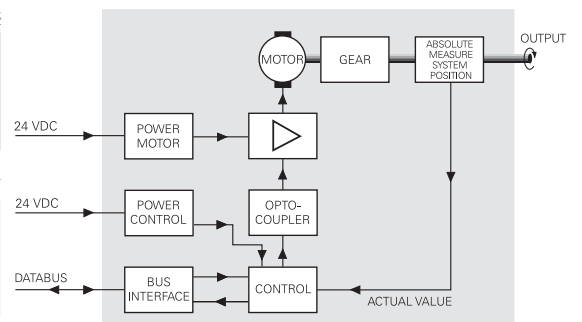 OUTPUT
ABSOLUTE
MEASURE
SYSTEM
POSITION
MOTOR
GEAR
24 VDC
POWER
MOTOR
24 VDC
POWER
CONTROL
OPTO-
COUPLER
DATABUS
BUS
INTERFACE
CONTROL
ACTUAL VALUE